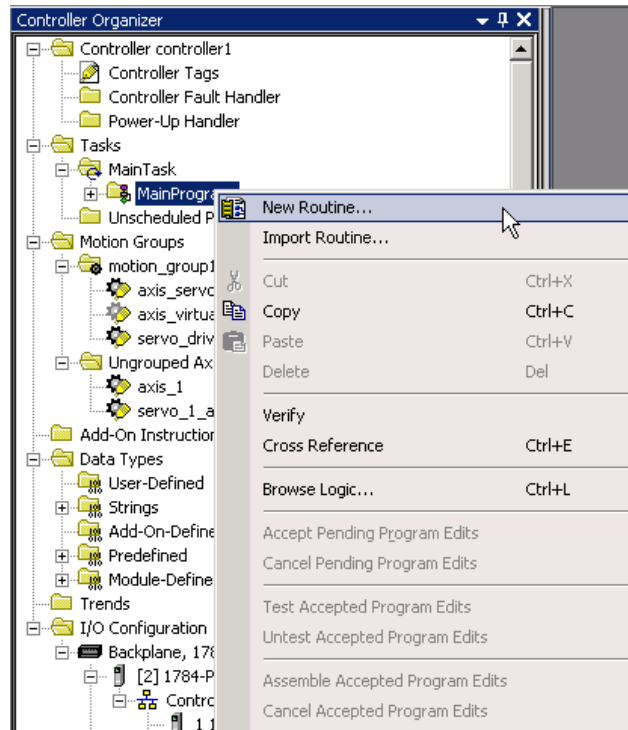 Controller Organizer
Controller controller1
Controller Tags
Controller Fault Handler
Power-Up Handler
Tasks
MainTask
MainProgra
Unscheduled P
Motion Groups
motion_group1
axis_servo
axis_virtua
servo_driv
Ungrouped Ax
axis_1
servo_1_a
Add-On Instruction
Data Types
User-Defined
Strings
Add-On-Define
Predefined
Module-Define
Trends
I/O Configuration
Backplane, 178
[2] 1784-P
Contro
1 1
New Routine...
Import Routine...
Cut Ctrl+X
Copy Ctrl+C
Paste Ctrl+V
Delete Del
Verify
Cross Reference Ctrl+E
Browse Logic... Ctrl+L
Accept Pending Program Edits
Cancel Pending Program Edits
Test Accepted Program Edits
Untest Accepted Program Edits
Assemble Accepted Program Edits
Cancel Accepted Program Edits